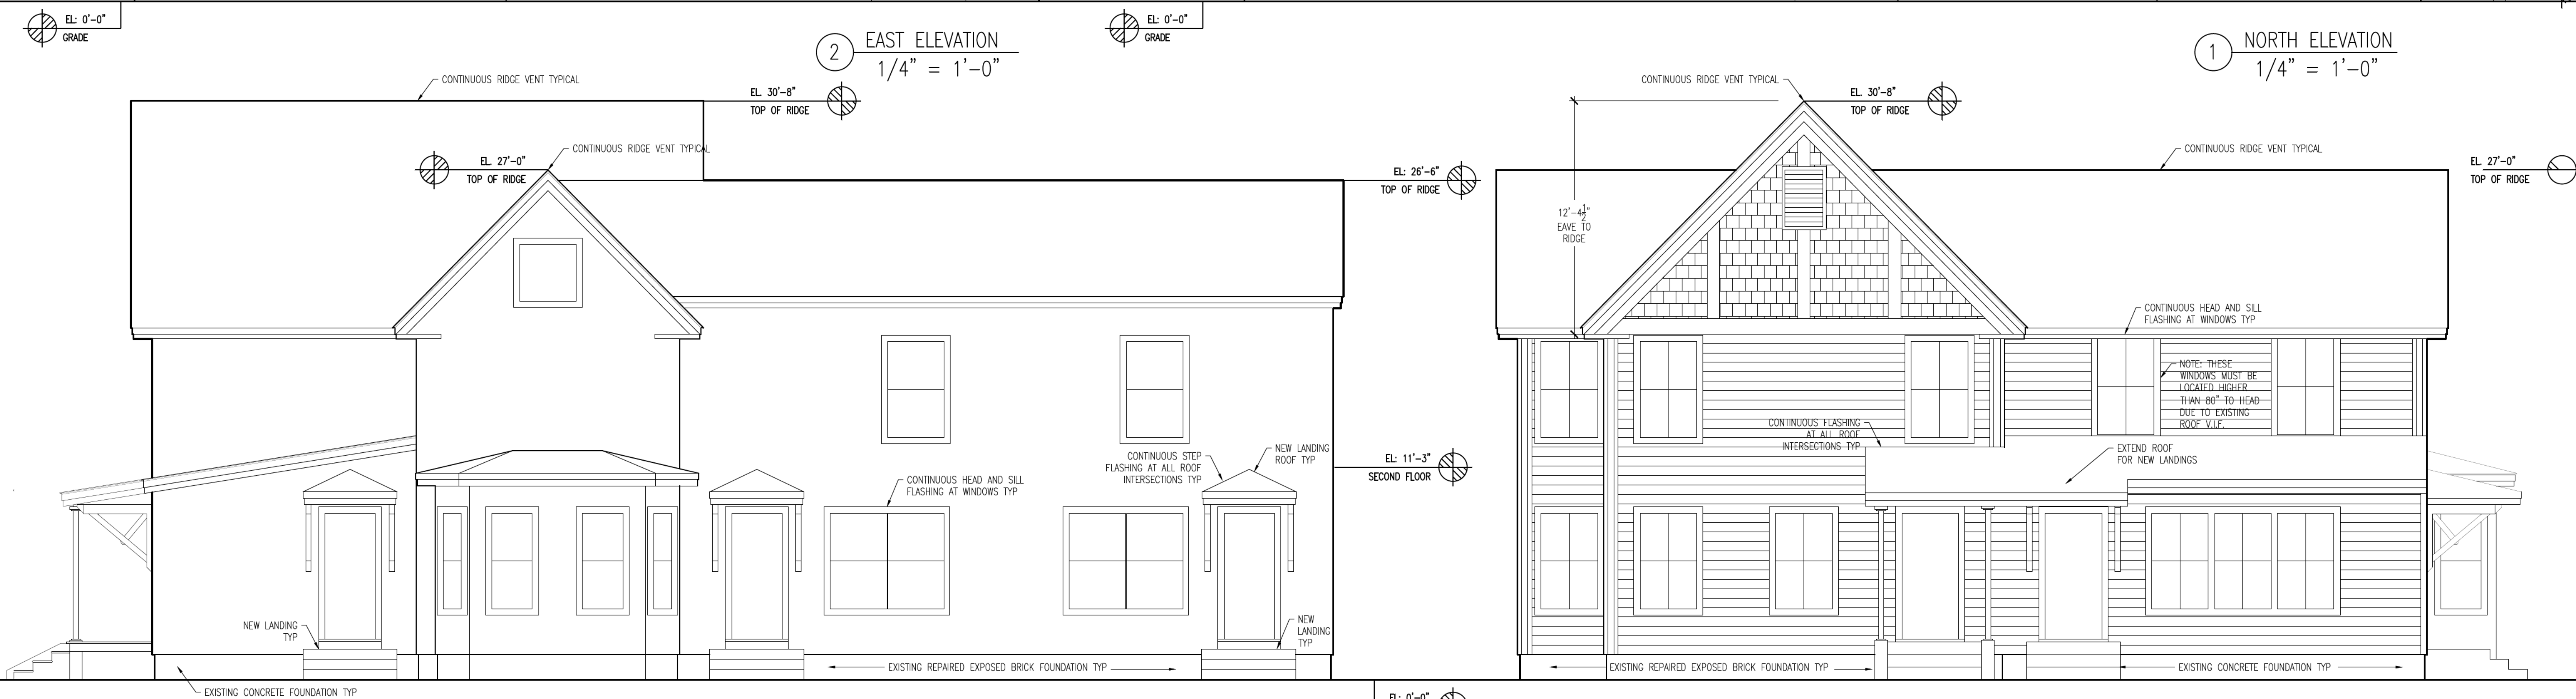 EL: 0'-0"
GRADE
2
EAST ELEVATION
1/4" = 1'-0"
EL: 0'-0"
GRADE
1
NORTH ELEVATION
1/4" = 1'-0"
CONTINUOUS RIDGE VENT TYPICAL
EL. 30'-8"
TOP OF RIDGE
CONTINUOUS RIDGE VENT TYPICAL
EL. 27'-0"
TOP OF RIDGE
EL: 26'-6"
TOP OF RIDGE
CONTINUOUS HEAD AND SILL
FLASHING AT WINDOWS TYP
CONTINUOUS STEP
FLASHING AT ALL ROOF
INTERSECTIONS TYP
NEW LANDING
ROOF TYP
EL: 11'-3"
SECOND FLOOR
NEW LANDING
TYP
NEW
LANDING
TYP
EXISTING REPAIRED EXPOSED BRICK FOUNDATION TYP
EXISTING CONCRETE FOUNDATION TYP
EL: 0'-0"
CONTINUOUS RIDGE VENT TYPICAL
EL. 30'-8"
TOP OF RIDGE
CONTINUOUS RIDGE VENT TYPICAL
EL. 27'-0"
TOP OF RIDGE
12'-4½"
EAVE TO
RIDGE
CONTINUOUS HEAD AND SILL
FLASHING AT WINDOWS TYP
NOTE: THESE
WINDOWS MUST BE
LOCATED HIGHER
THAN 80" TO HEAD
DUE TO EXISTING
ROOF V.I.F.
CONTINUOUS FLASHING
AT ALL ROOF
INTERSECTIONS TYP
EXTEND ROOF
FOR NEW LANDINGS
EXISTING REPAIRED EXPOSED BRICK FOUNDATION TYP
EXISTING CONCRETE FOUNDATION TYP